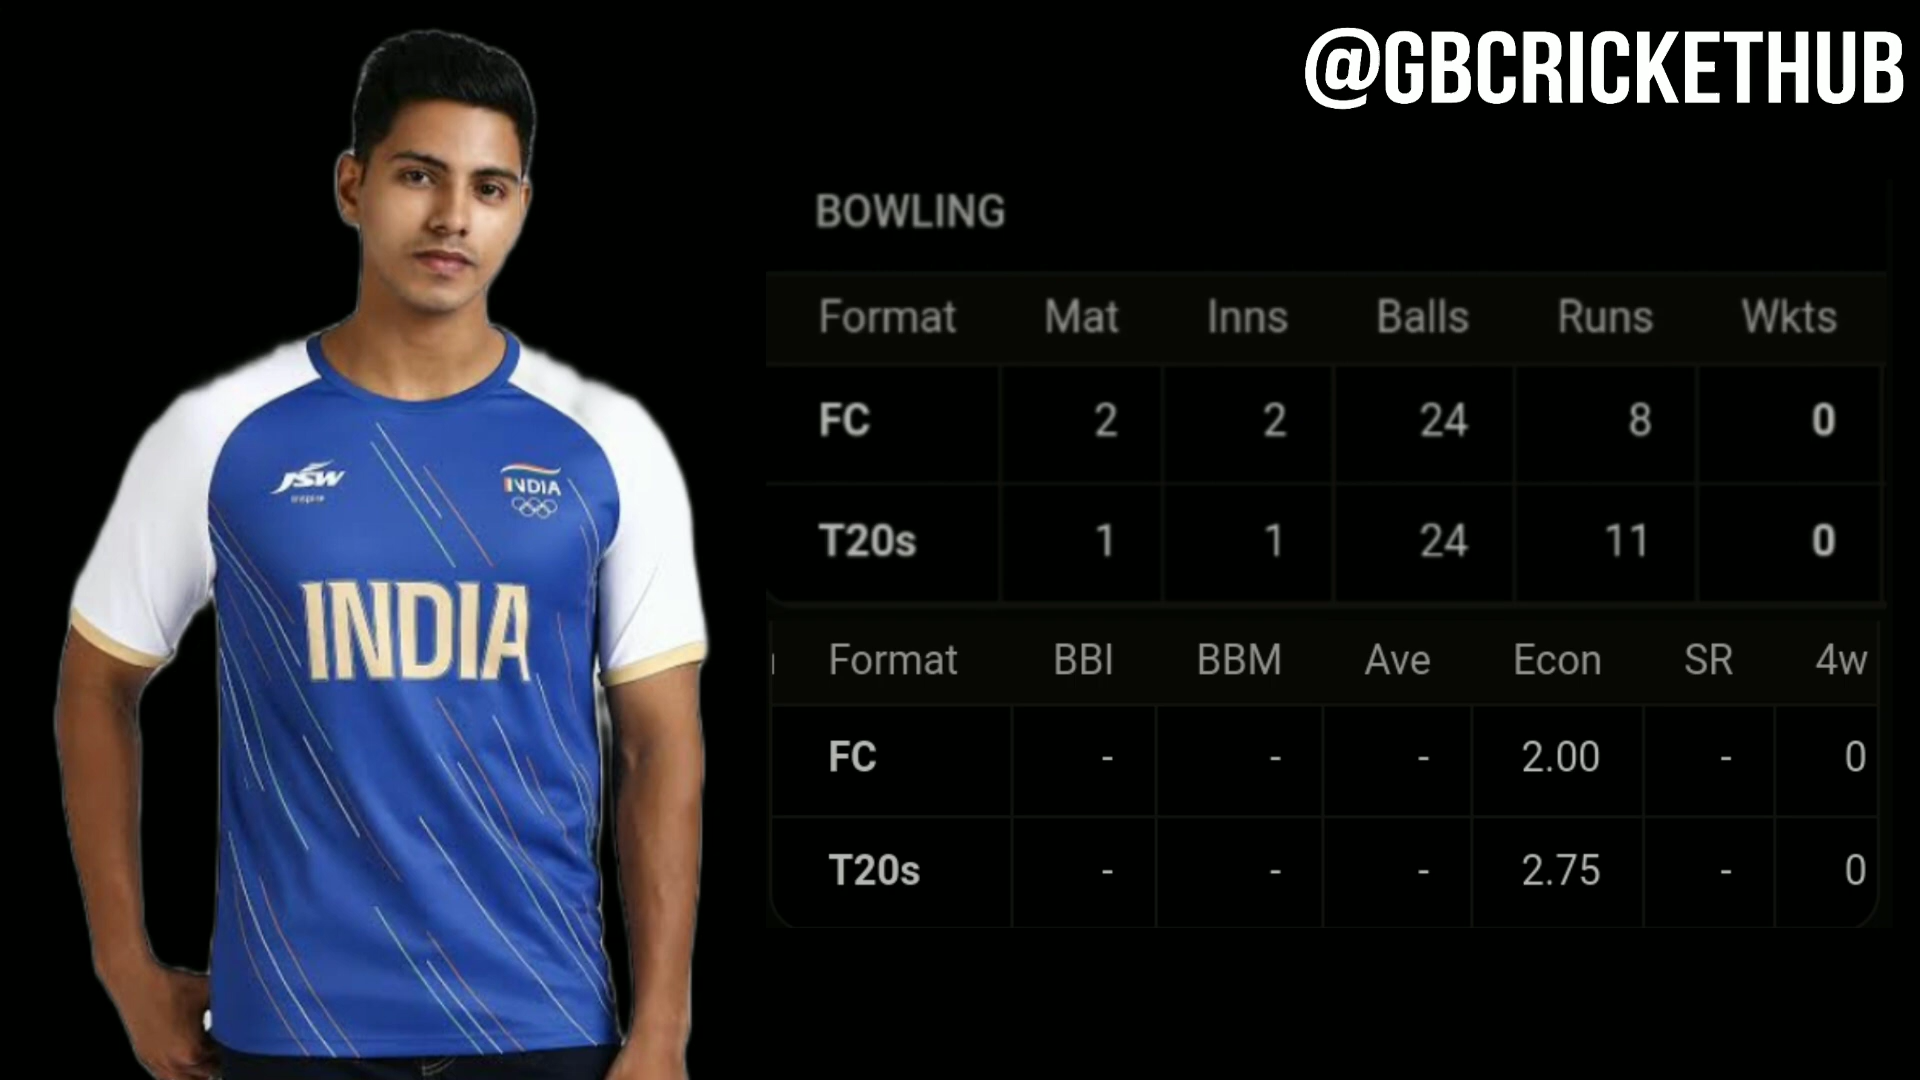 @GBCRICKETHUB
JSW
inspire
INDIA
INDIA
BOWLING
Format Mat Inns Balls Runs Wkts
FC 2 2 24 8 0
T20s 1 1 24 11 0
Format BBI BBM Ave Econ SR 4w
FC - - - 2.00 - 0
T20s - - - 2.75 - 0